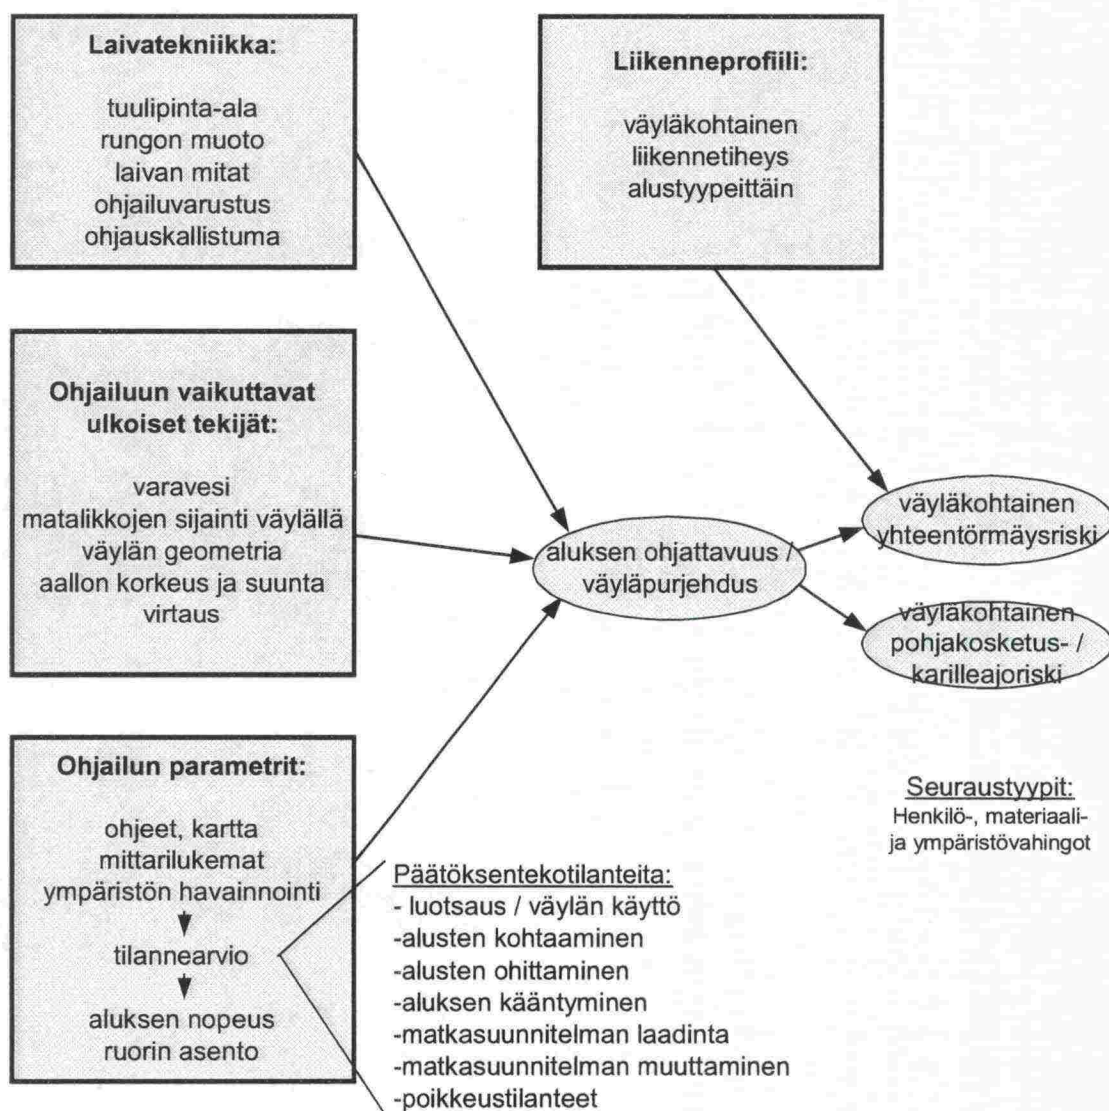 Laivatekniikka:
tuulipinta-ala
rungon muoto
laivan mitat
ohjailuvarustus
ohjauskallistuma
Liikenneprofiili:
väyläkohtainen
liikennetiheys
alustyypeittäin
Ohjailuun vaikuttavat
ulkoiset tekijät:
varavesi
matalikkojen sijainti väylällä
väylän geometria
aallon korkeus ja suunta
virtaus
aluksen ohjattavuus /
väyläpurjehdus
väyläkohtainen
yhteentörmäysriski
väyläkohtainen
pohjakosketus- /
karilleajoriski
Ohjailun parametrit:
ohjeet, kartta
mittarilukemat
ympäristön havainnointi
tilannearvio
aluksen nopeus
ruorin asento
Seuraustyypit:
Henkilö-, materiaali-
ja ympäristövahingot
Päätöksentekotilanteita:
- luotsaus / väylän käyttö
-alusten kohtaaminen
-alusten ohittaminen
-aluksen kääntyminen
-matkasuunnitelman laadinta
-matkasuunnitelman muuttaminen
-poikkeustilanteet